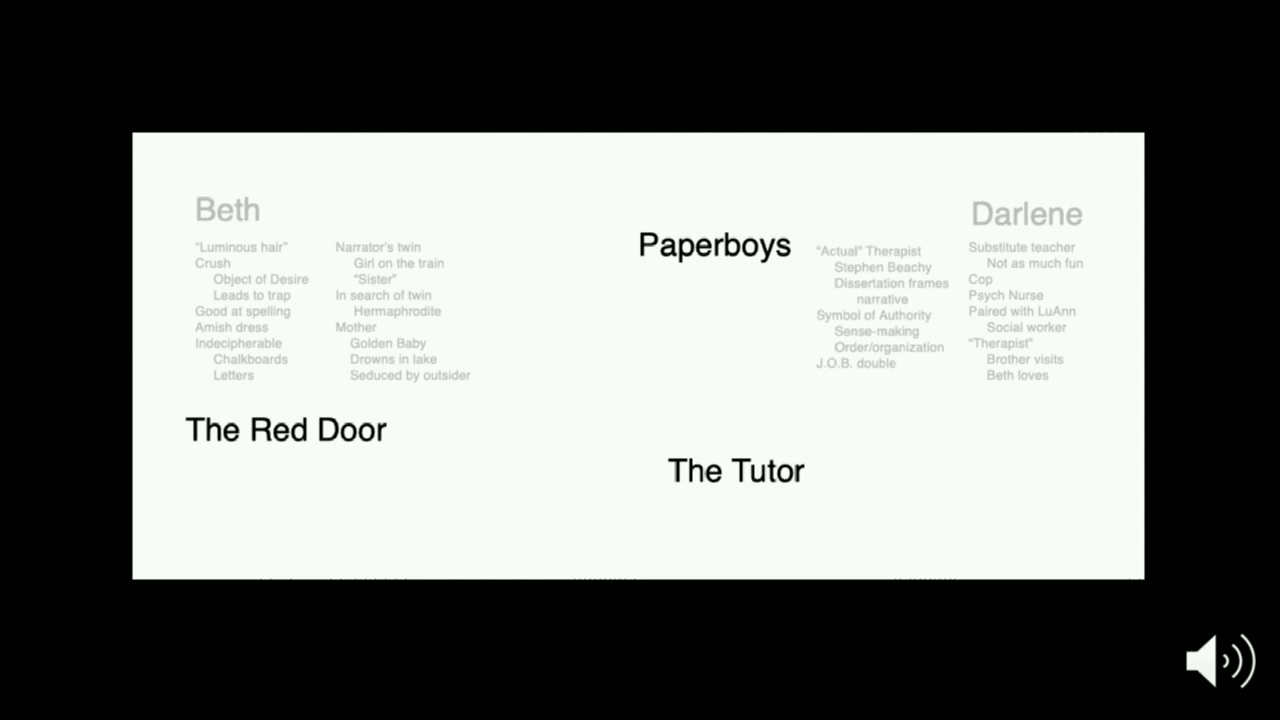 Beth
"Luminous hair"
Crush
Object of Desire
Leads to trap
Good at spelling
Amish dress
Indecipherable
Chalkboards
Letters
Narrator's twin
Girl on the train
"Sister"
In search of twin
Hermaphrodite
Mother
Golden Baby
Drowns in lake
Seduced by outsider
The Red Door
Paperboys
The Tutor
"Actual" Therapist
Stephen Beachy
Dissertation frames
narrative
Symbol of Authority
Sense-making
Order/organization
J.O.B. double
Darlene
Substitute teacher
Not as much fun
Cop
Psych Nurse
Paired with LuAnn
Social worker
"Therapist"
Brother visits
Beth loves